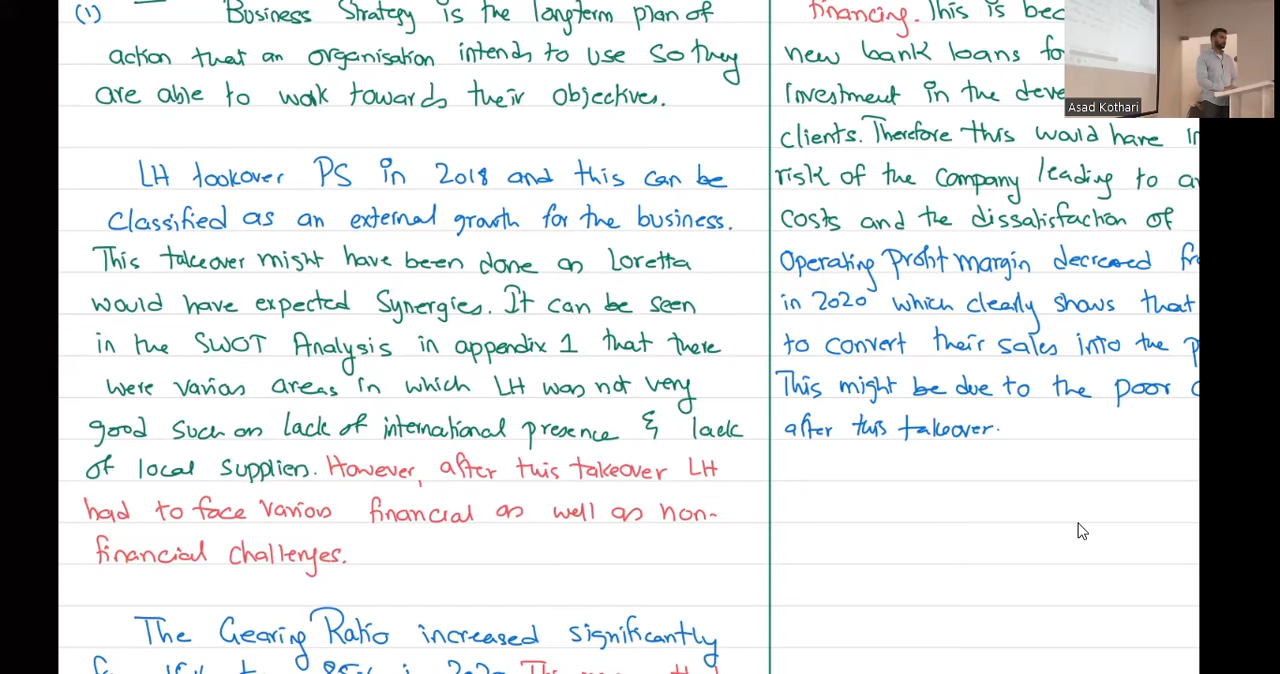 (1) Business Strategy is the longterm plan of
action that an organisation intends to use so they
are able to work towards their objectives.
LH tookover PS in 2018 and this can be
classified as an external growth for the business.
This takeover might have been done as Loretta
would have expected Synergies. It can be seen
in the SWOT Analysis in appendix 1 that there
were various areas in which LH was not very
good such as lack of international presence & lack
of local suppliers. However, after this takeover LH
had to face various financial as well as non-
financial challenges.
The Gearing Ratio increased significantly
2020
financing. This is bec
new bank loans fo
Investment in the deve
clients. Therefore this would have
risk of the company leading to
costs and the dissatisfaction of
Operating Profit margin decreased
in 2020 which clearly shows that
to convert their sales into the
This might be due to the poor
after this takeover.
Asad Kothari